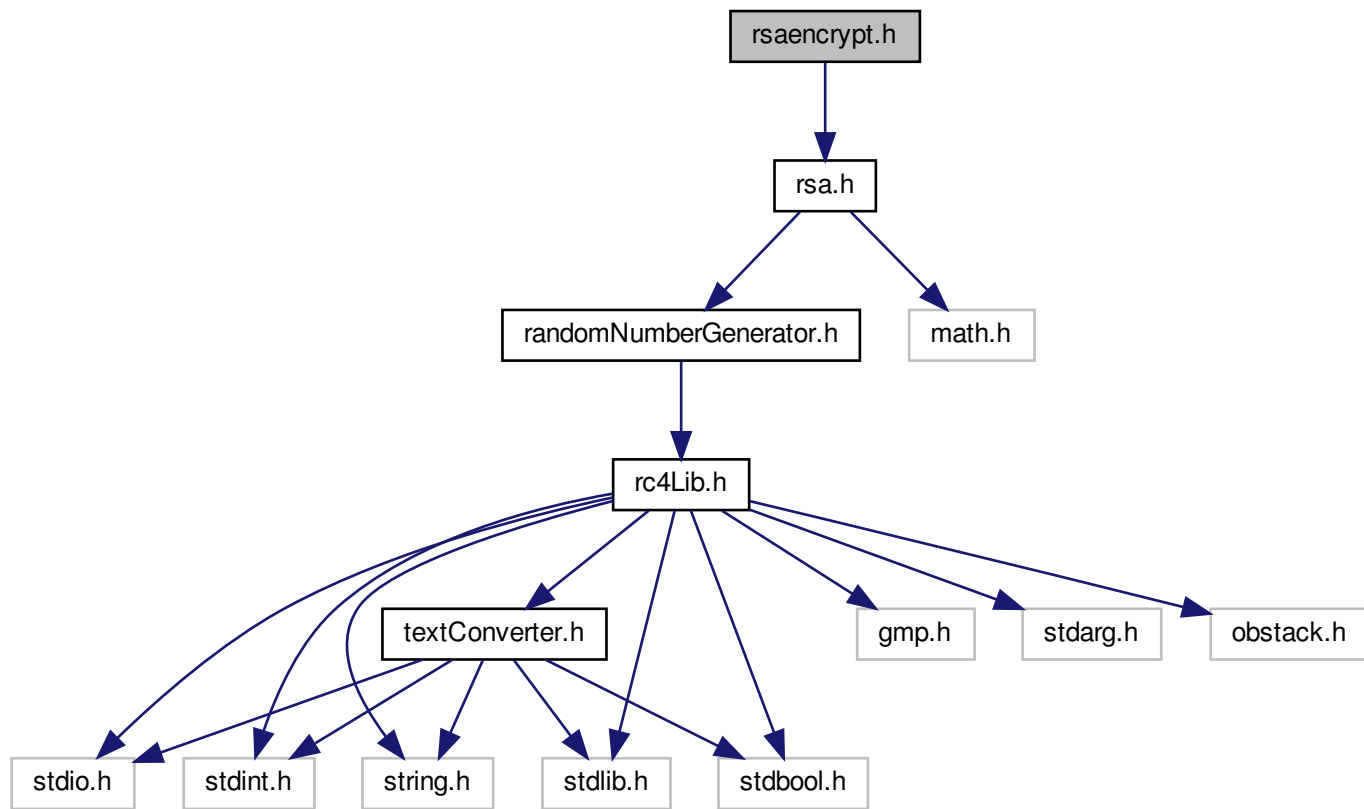 rsaencrypt.h
rsa.h
randomNumberGenerator.h
math.h
rc4Lib.h
textConverter.h
gmp.h
stdarg.h
obstack.h
stdio.h
stdint.h
string.h
stdlib.h
stdbool.h